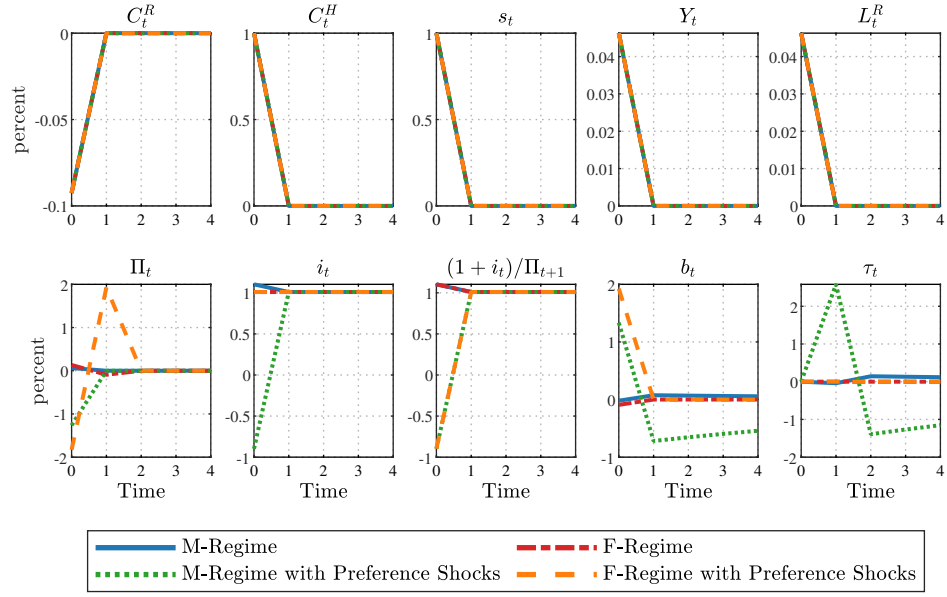 C_t^R C_t^H s_t Y_t L_t^R
percent
0 -0.05 -0.1
1 0.5 0
1 0.5 0
0.04 0.03 0.02 0.01 0
0.04 0.03 0.02 0.01 0
0 1 2 3 4 0 1 2 3 4 0 1 2 3 4 0 1 2 3 4 0 1 2 3 4
Π_t i_t (1 + i_t)/Π_{t+1} b_t τ_t
percent
2 1 0 -1 -2
1 0.5 0 -0.5 -1
1 0.5 0 -0.5 -1
2 1 0 -1
2 1 0 -1 -2
0 1 2 3 4 0 1 2 3 4 0 1 2 3 4 0 1 2 3 4 0 1 2 3 4
Time Time Time Time Time
M-Regime F-Regime
M-Regime with Preference Shocks F-Regime with Preference Shocks